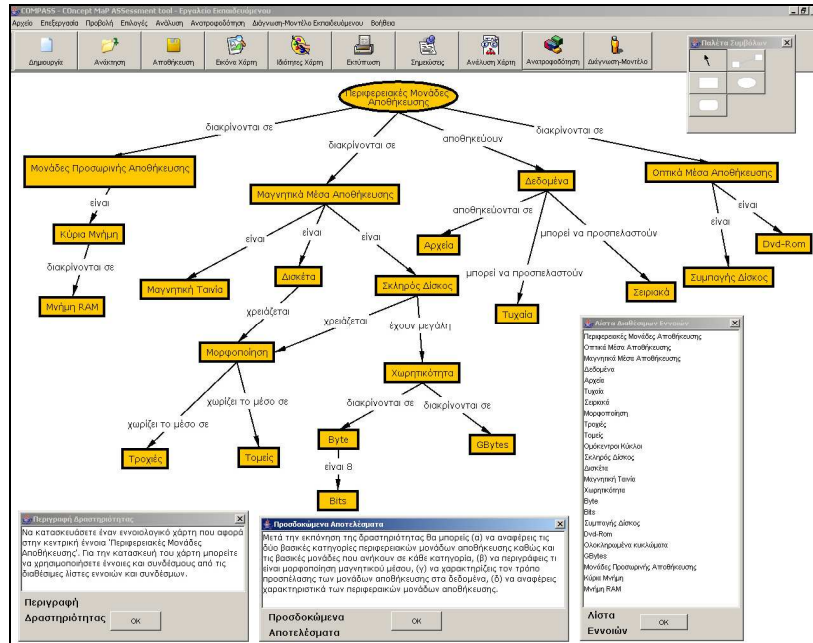 COMPASS - COncept MaP ASSesment tool - Εργαλείο Εκπαιδευόμενου
Αρχείο Επεξεργασία Προβολή Επιλογές Ανάλυση Ανατροφοδότηση Διάγνωση-Μοντέλο Εκπαιδευόμενου Βοήθεια
Δημιουργία Ανάκτηση Αποθήκευση Εικόνα Χάρτη Ιδιότητες Χάρτη Εκτύπωση Σημειώσεις Ανάλυση Χάρτη Ανατροφοδότηση Διάγνωση-Μοντέλο
Παλέτα Συμβόλων
Περιφερειακές Μονάδες
Αποθήκευσης
διακρίνονται σε
διακρίνονται σε
αποθηκεύουν
διακρίνονται σε
Μονάδες Προσωρινής Αποθήκευσης
Μαγνητικά Μέσα Αποθήκευσης
Δεδομένα
Οπτικά Μέσα Αποθήκευσης
είναι
αποθηκεύονται σε
είναι
είναι
Κύρια Μνήμη
είναι
είναι
είναι
Αρχεία
μπορεί να προσπελαστούν
Dvd-Rom
διακρίνονται σε
μπορεί να προσπελαστούν
Μνήμη RAM
Μαγνητική Ταινία
Δισκέτα
Σκληρός Δίσκος
Τυχαία
Σειριακά
Συμπαγής Δίσκος
χρειάζεται
χρειάζεται
έχουν μεγάλη
Μορφοποίηση
Χωρητικότητα
χωρίζει το μέσο σε
χωρίζει το μέσο σε
διακρίνονται σε
διακρίνονται σε
Τροχιές
Τομείς
Byte
GBytes
είναι 8
Bits
Λίστα Διαθέσιμων Εννοιών
Περιφερειακές Μονάδες Αποθήκευσης
Οπτικά Μέσα Αποθήκευσης
Μαγνητικά Μέσα Αποθήκευσης
Δεδομένα
Αρχεία
Τυχαία
Σειριακά
Μορφοποίηση
Τροχιές
Τομείς
Ομόκεντροι Κύκλοι
Σκληρός Δίσκος
Δισκέτα
Μαγνητική Ταινία
Χωρητικότητα
Byte
Bits
Συμπαγής Δίσκος
Dvd-Rom
Ολοκληρωμένα κυκλώματα
GBytes
Μονάδες Προσωρινής Αποθήκευσης
Κύρια Μνήμη
Μνήμη RAM
Λίστα
Εννοιών
OK
Περιγραφή Δραστηριότητας
Να κατασκευάσετε έναν εννοιολογικό χάρτη που αφορά
στην κεντρική έννοια 'Περιφερειακές Μονάδες
Αποθήκευσης'. Για την κατασκευή του χάρτη μπορείτε
να χρησιμοποιήσετε έννοιες και συνδέσμους από τις
διαθέσιμες λίστες εννοιών και συνδέσμων.
Περιγραφή
Δραστηριότητας
OK
Προσδοκώμενα Αποτελέσματα
Μετά την εκπόνηση της δραστηριότητας θα μπορείς (α) να αναφέρεις τις
δύο βασικές κατηγορίες περιφερειακών μονάδων αποθήκευσης καθώς και
τις βασικές μονάδες που ανήκουν σε κάθε κατηγορία, (β) να περιγράφεις τι
είναι μορφοποίηση μαγνητικού μέσου, (γ) να χαρακτηρίζεις τον τρόπο
προσπέλασης των μονάδων αποθήκευσης στα δεδομένα, (δ) να αναφέρεις
χαρακτηριστικά των περιφεραικών μονάδων αποθήκευσης.
Προσδοκώμενα
Αποτελέσματα
OK